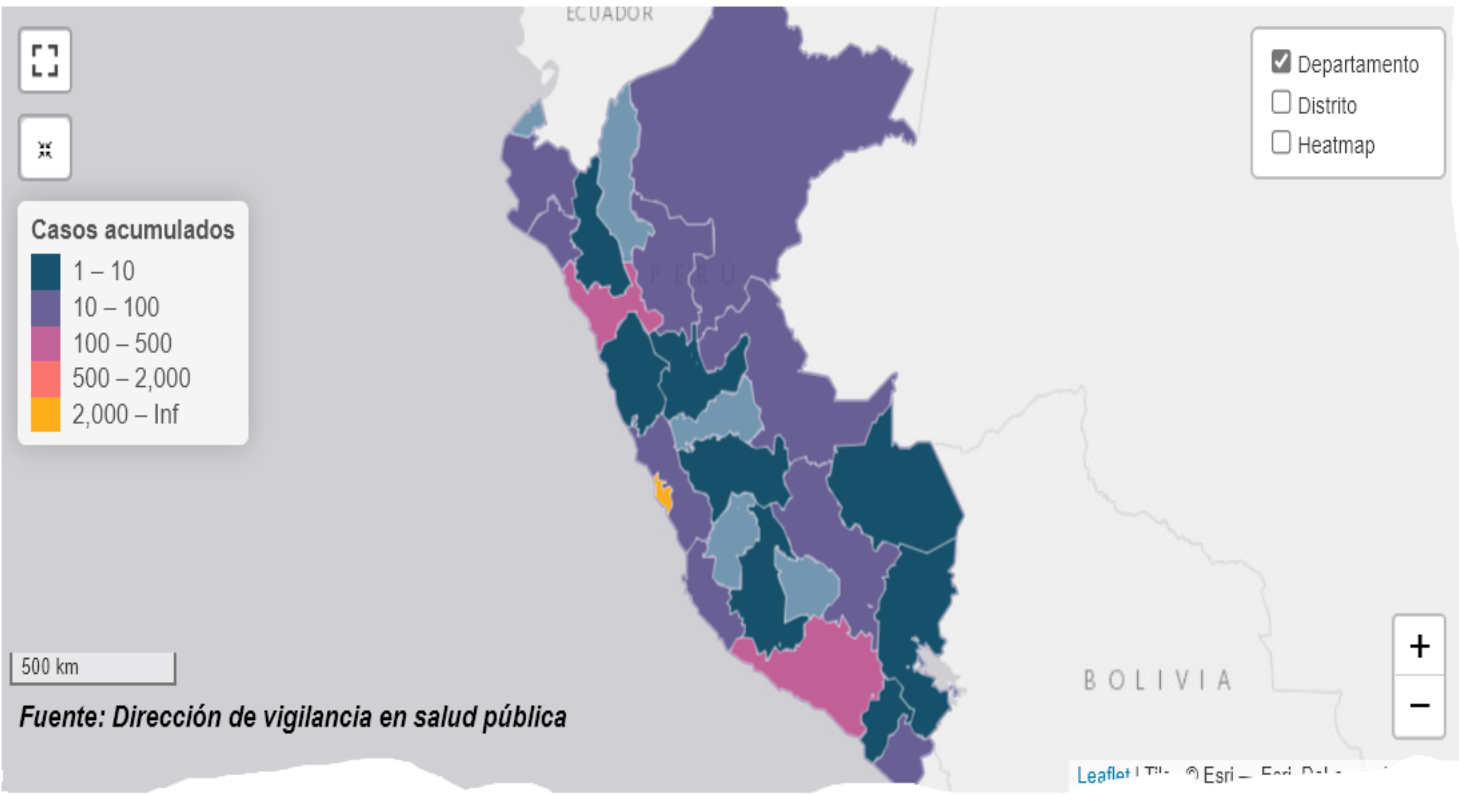 ECUADOR
Departamento
Distrito
Heatmap
Casos acumulados
1 – 10
10 – 100
100 – 500
500 – 2,000
2,000 – Inf
PERÚ
500 km
BOLIVIA
+
−
Fuente: Dirección de vigilancia en salud pública
Leaflet | © Esri —